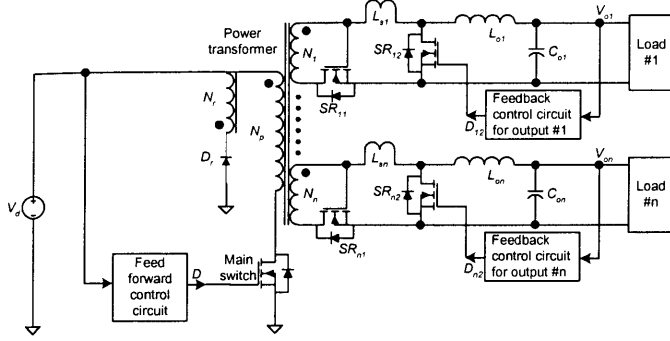 Power
transformer
N1
Ls1
SR12
Lo1
Vo1
Co1
Load
#1
SR11
D12
Feedback
control circuit
for output #1
Nr
Np
Dr
Vd
Nn
Lsn
SRn2
Lon
Von
Con
Load
#n
SRn1
Dn2
Feedback
control circuit
for output #n
Feed
forward
control
circuit
D
Main
switch